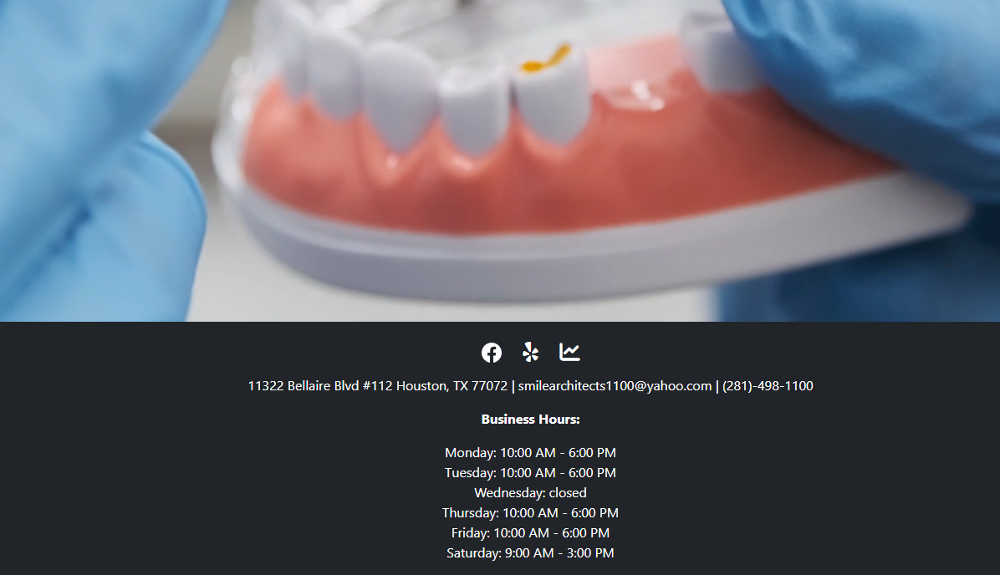 11322 Bellaire Blvd #112 Houston, TX 77072 | smilearchitects1100@yahoo.com | (281)-498-1100
Business Hours:
Monday: 10:00 AM - 6:00 PM
Tuesday: 10:00 AM - 6:00 PM
Wednesday: closed
Thursday: 10:00 AM - 6:00 PM
Friday: 10:00 AM - 6:00 PM
Saturday: 9:00 AM - 3:00 PM